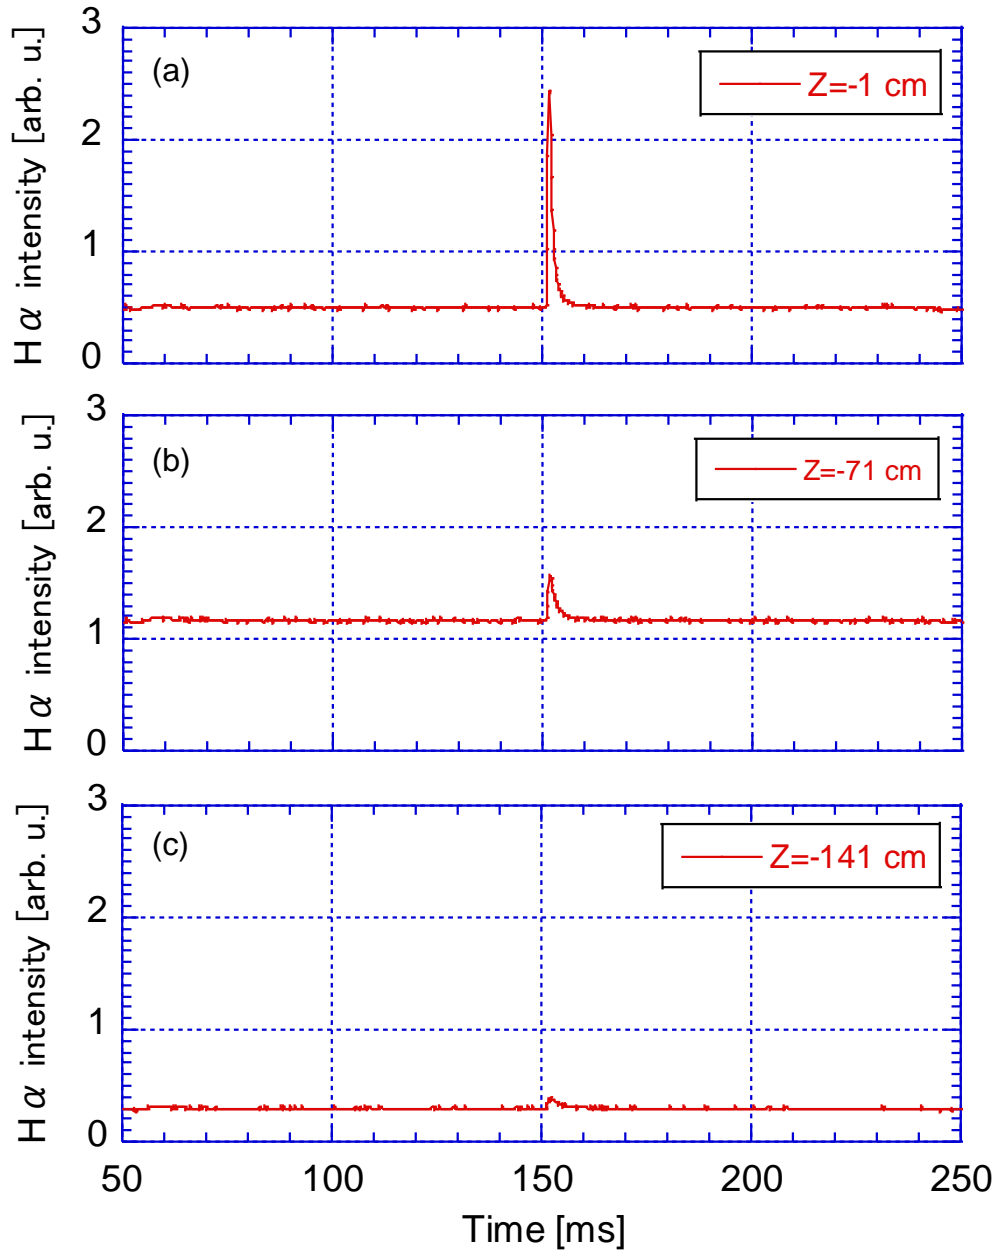 3
(a)
Z=-1 cm
2
1
0
Hα intensity [arb. u.]
3
(b)
Z=-71 cm
2
1
0
Hα intensity [arb. u.]
3
(c)
Z=-141 cm
2
1
0
Hα intensity [arb. u.]
50 100 150 200 250
Time [ms]